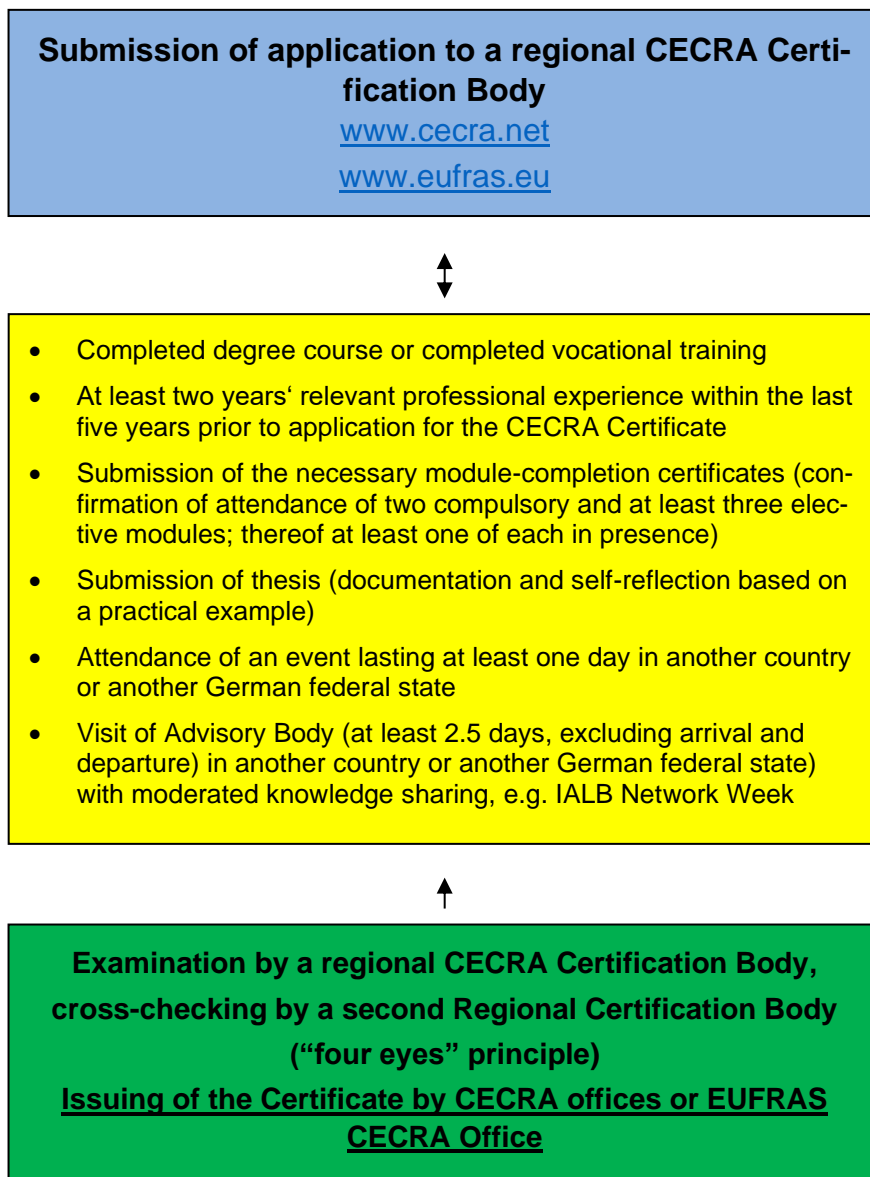 Submission of application to a regional CECRA Certi-
fication Body
www.cecra.net
www.eufras.eu
• Completed degree course or completed vocational training
• At least two years‘ relevant professional experience within the last
five years prior to application for the CECRA Certificate
• Submission of the necessary module-completion certificates (con-
firmation of attendance of two compulsory and at least three elec-
tive modules; thereof at least one of each in presence)
• Submission of thesis (documentation and self-reflection based on
a practical example)
• Attendance of an event lasting at least one day in another country
or another German federal state
• Visit of Advisory Body (at least 2.5 days, excluding arrival and
departure) in another country or another German federal state)
with moderated knowledge sharing, e.g. IALB Network Week
Examination by a regional CECRA Certification Body,
cross-checking by a second Regional Certification Body
(“four eyes” principle)
Issuing of the Certificate by CECRA offices or EUFRAS
CECRA Office